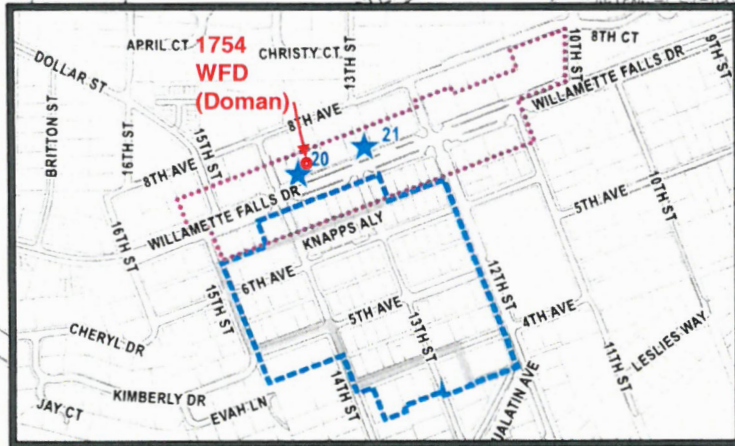 APRIL CT
1754
WFD
(Doman)
CHRISTY CT
13TH ST
10TH ST
8TH CT
WILLAMETTE FALLS DR
9TH ST
DOLLAR ST
BRITTON ST
16TH ST
15TH ST
8TH AVE
8TH AVE
21
20
16TH ST
WILLAMETTE FALLS DR
KNAPPS ALY
5TH AVE
10TH ST
6TH AVE
15TH ST
12TH ST
5TH AVE
13TH ST
4TH AVE
CHERYL DR
LESLIES WAY
11TH ST
KIMBERLY DR
14TH ST
UALATIN AVE
JAY CT
EVAH LN